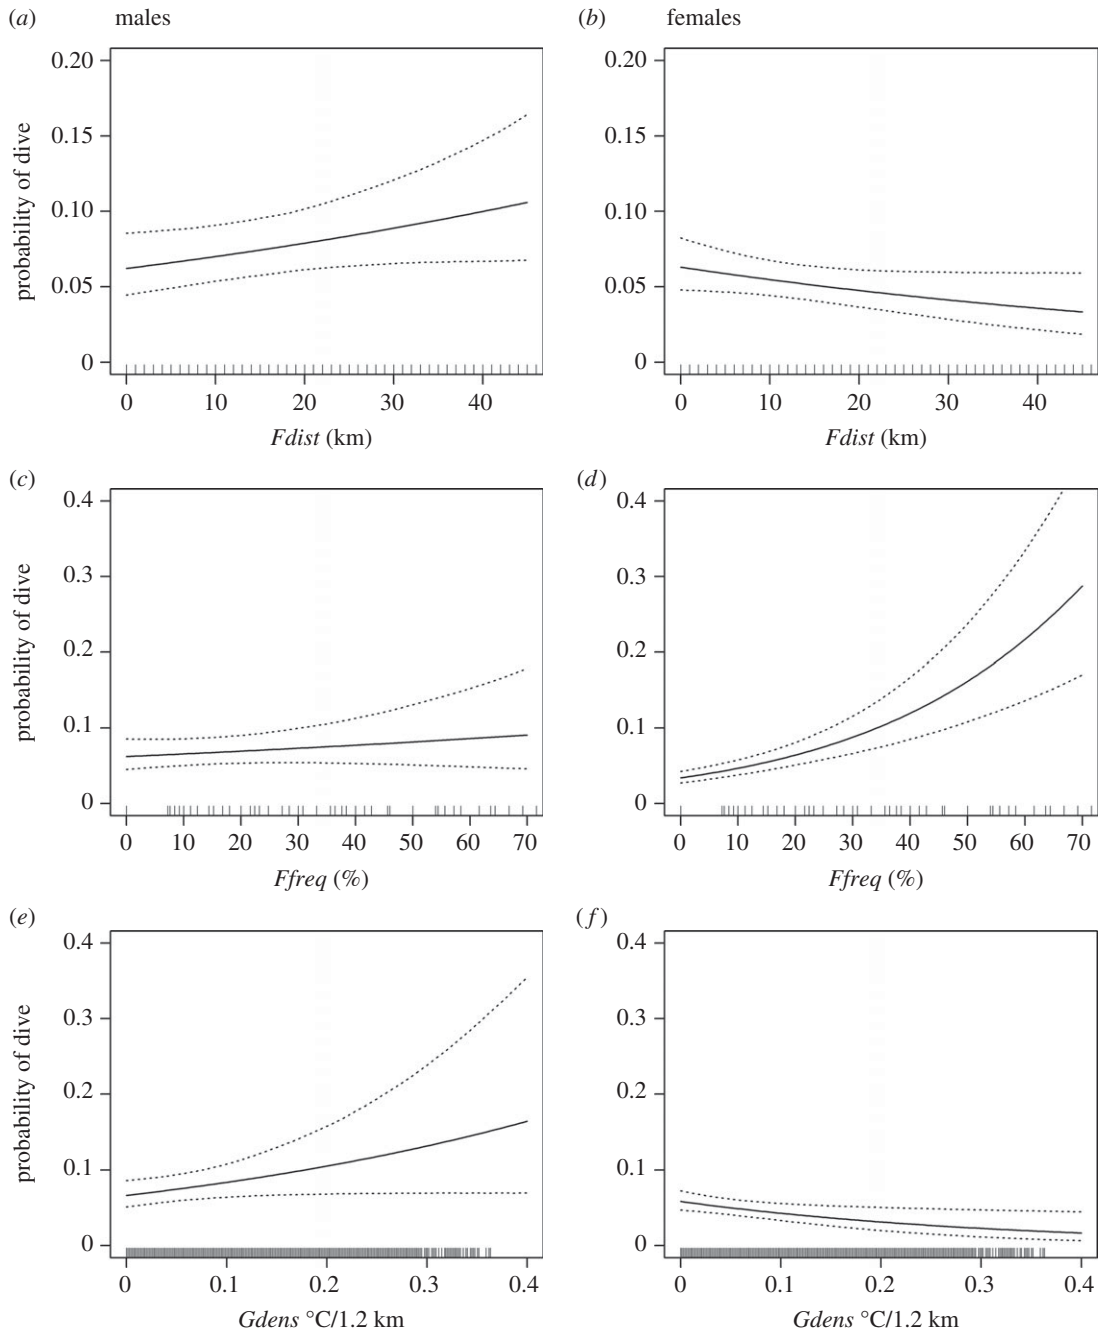 (a) males
(b) females
probability of dive
0.20
0.15
0.10
0.05
0
0 10 20 30 40
Fdist (km)
0.20
0.15
0.10
0.05
0
0 10 20 30 40
Fdist (km)
(c)
probability of dive
0.4
0.3
0.2
0.1
0
0 10 20 30 40 50 60 70
Ffreq (%)
(d)
0.4
0.3
0.2
0.1
0
0 10 20 30 40 50 60 70
Ffreq (%)
(e)
probability of dive
0.4
0.3
0.2
0.1
0
0 0.1 0.2 0.3 0.4
Gdens °C/1.2 km
(f)
0.4
0.3
0.2
0.1
0
0 0.1 0.2 0.3 0.4
Gdens °C/1.2 km